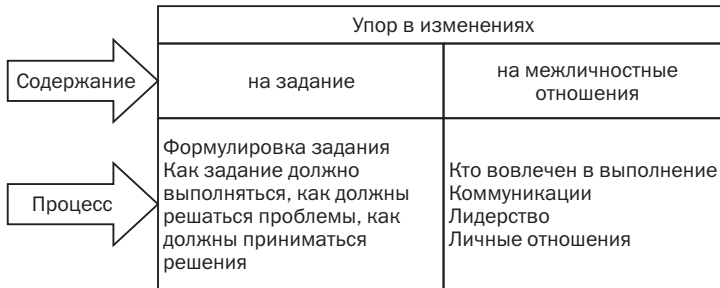 Упор в изменениях
Содержание
на задание
на межличностные
отношения
Процесс
Формулировка задания
Как задание должно
выполняться, как должны
решаться проблемы, как
должны приниматься
решения
Кто вовлечен в выполнение
Коммуникации
Лидерство
Личные отношения